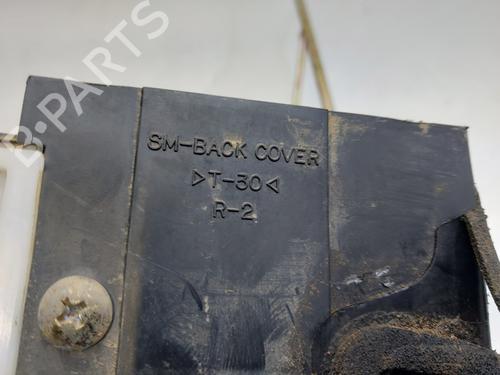 B-PARTS
SM-BACK COVER
▷T-30◁
R-2